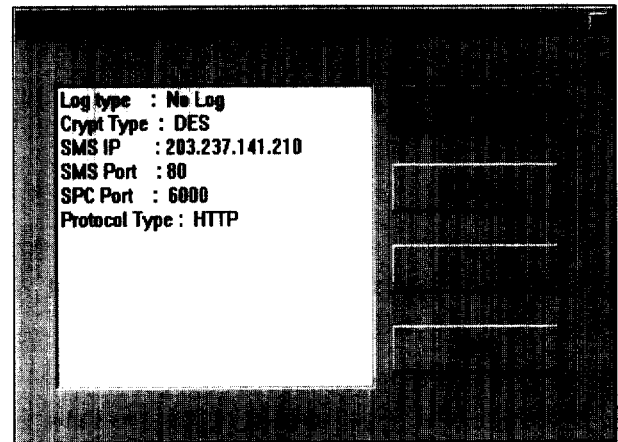 Log type : No Log
Crypt Type : DES
SMS IP : 203.237.141.210
SMS Port : 80
SPC Port : 6000
Protocol Type : HTTP